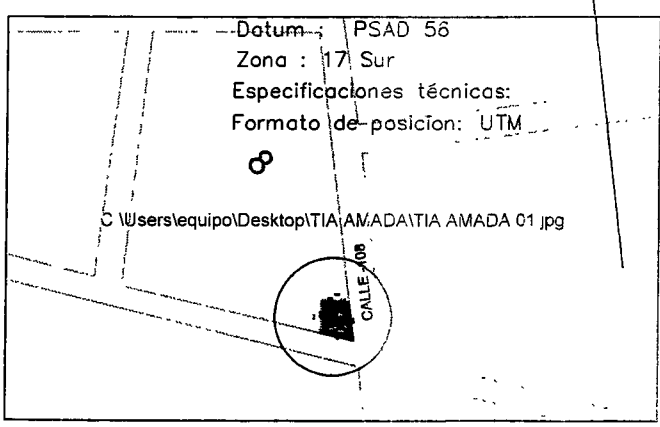 Datum : PSAD 56
Zona : 17 Sur
Especificaciones técnicas:
Formato de posicion: UTM
C:\Users\equipo\Desktop\TIA AMADA\TIA AMADA 01.jpg
CALLE 108